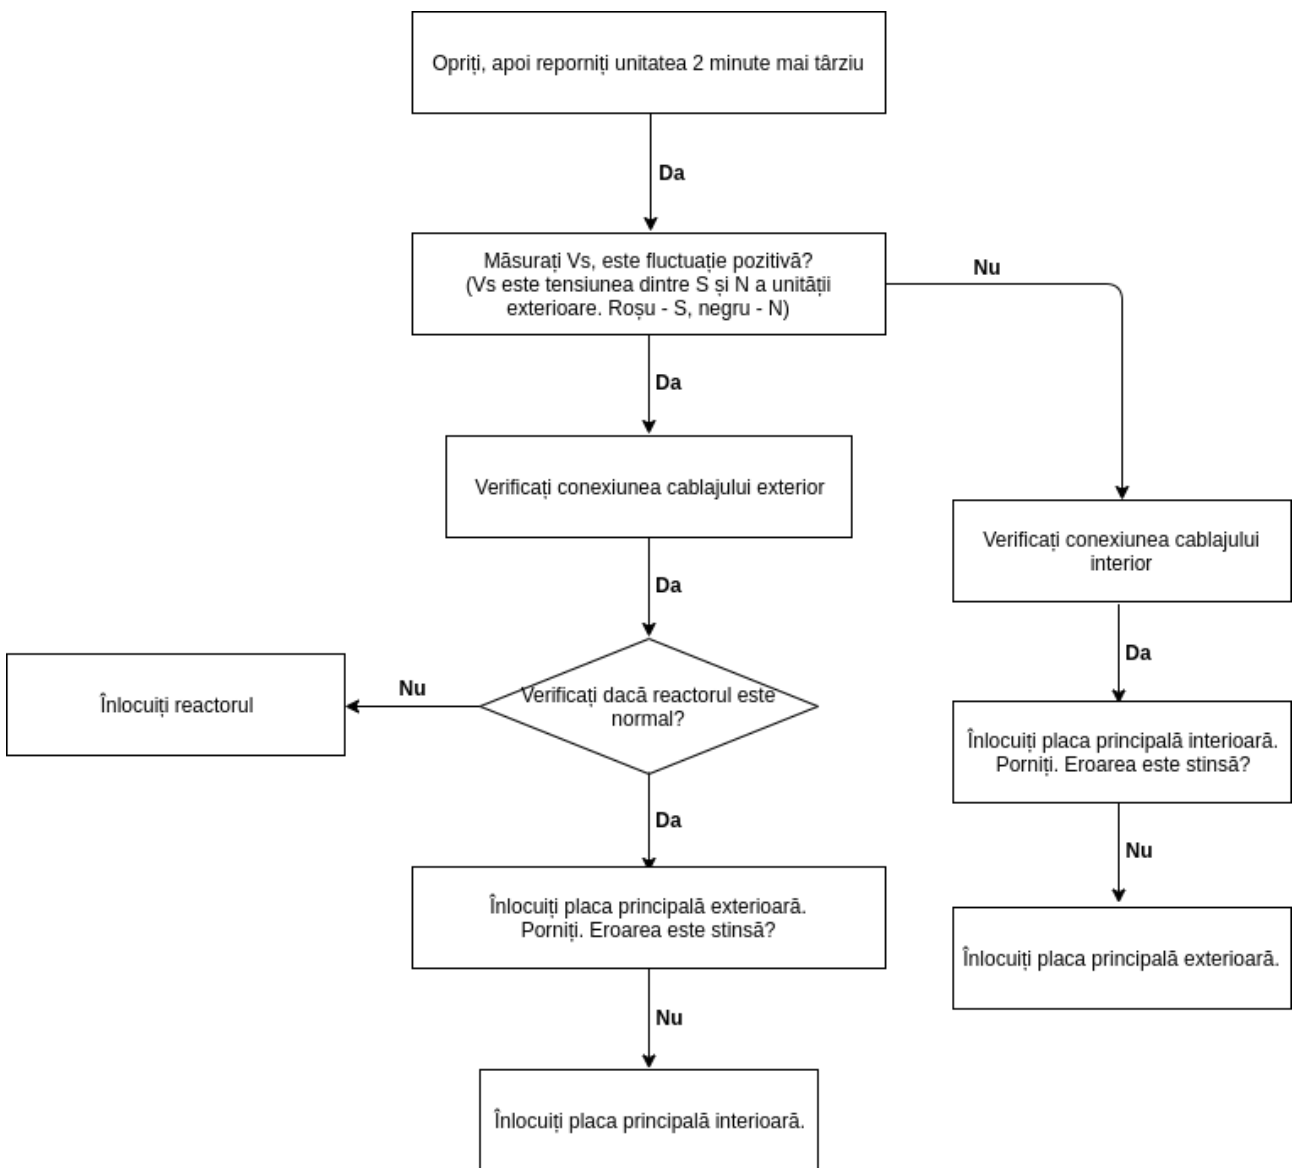 Opriți, apoi reporniți unitatea 2 minute mai târziu
Da
Măsurați Vs, este fluctuație pozitivă?
(Vs este tensiunea dintre S și N a unității
exterioare. Roșu - S, negru - N)
Nu
Da
Verificați conexiunea cablajului exterior
Verificați conexiunea cablajului
interior
Da
Da
Înlocuiți reactorul
Nu
Verificați dacă reactorul este
normal?
Înlocuiți placa principală interioară.
Porniți. Eroarea este stinsă?
Da
Nu
Înlocuiți placa principală exterioară.
Porniți. Eroarea este stinsă?
Înlocuiți placa principală exterioară.
Nu
Înlocuiți placa principală interioară.